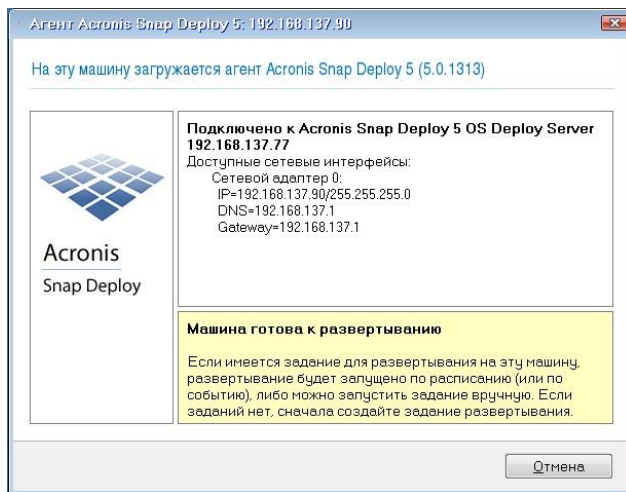 Агент Acronis Snap Deploy 5: 192.168.137.90
На эту машину загружается агент Acronis Snap Deploy 5 (5.0.1313)
Acronis
Snap Deploy
Подключено к Acronis Snap Deploy 5 OS Deploy Server
192.168.137.77
Доступные сетевые интерфейсы:
Сетевой адаптер 0:
IP=192.168.137.90/255.255.255.0
DNS=192.168.137.1
Gateway=192.168.137.1
Машина готова к развертыванию
Если имеется задание для развертывания на эту машину,
развертывание будет запущено по расписанию (или по
событию), либо можно запустить задание вручную. Если
заданий нет, сначала создайте задание развертывания.
Отмена